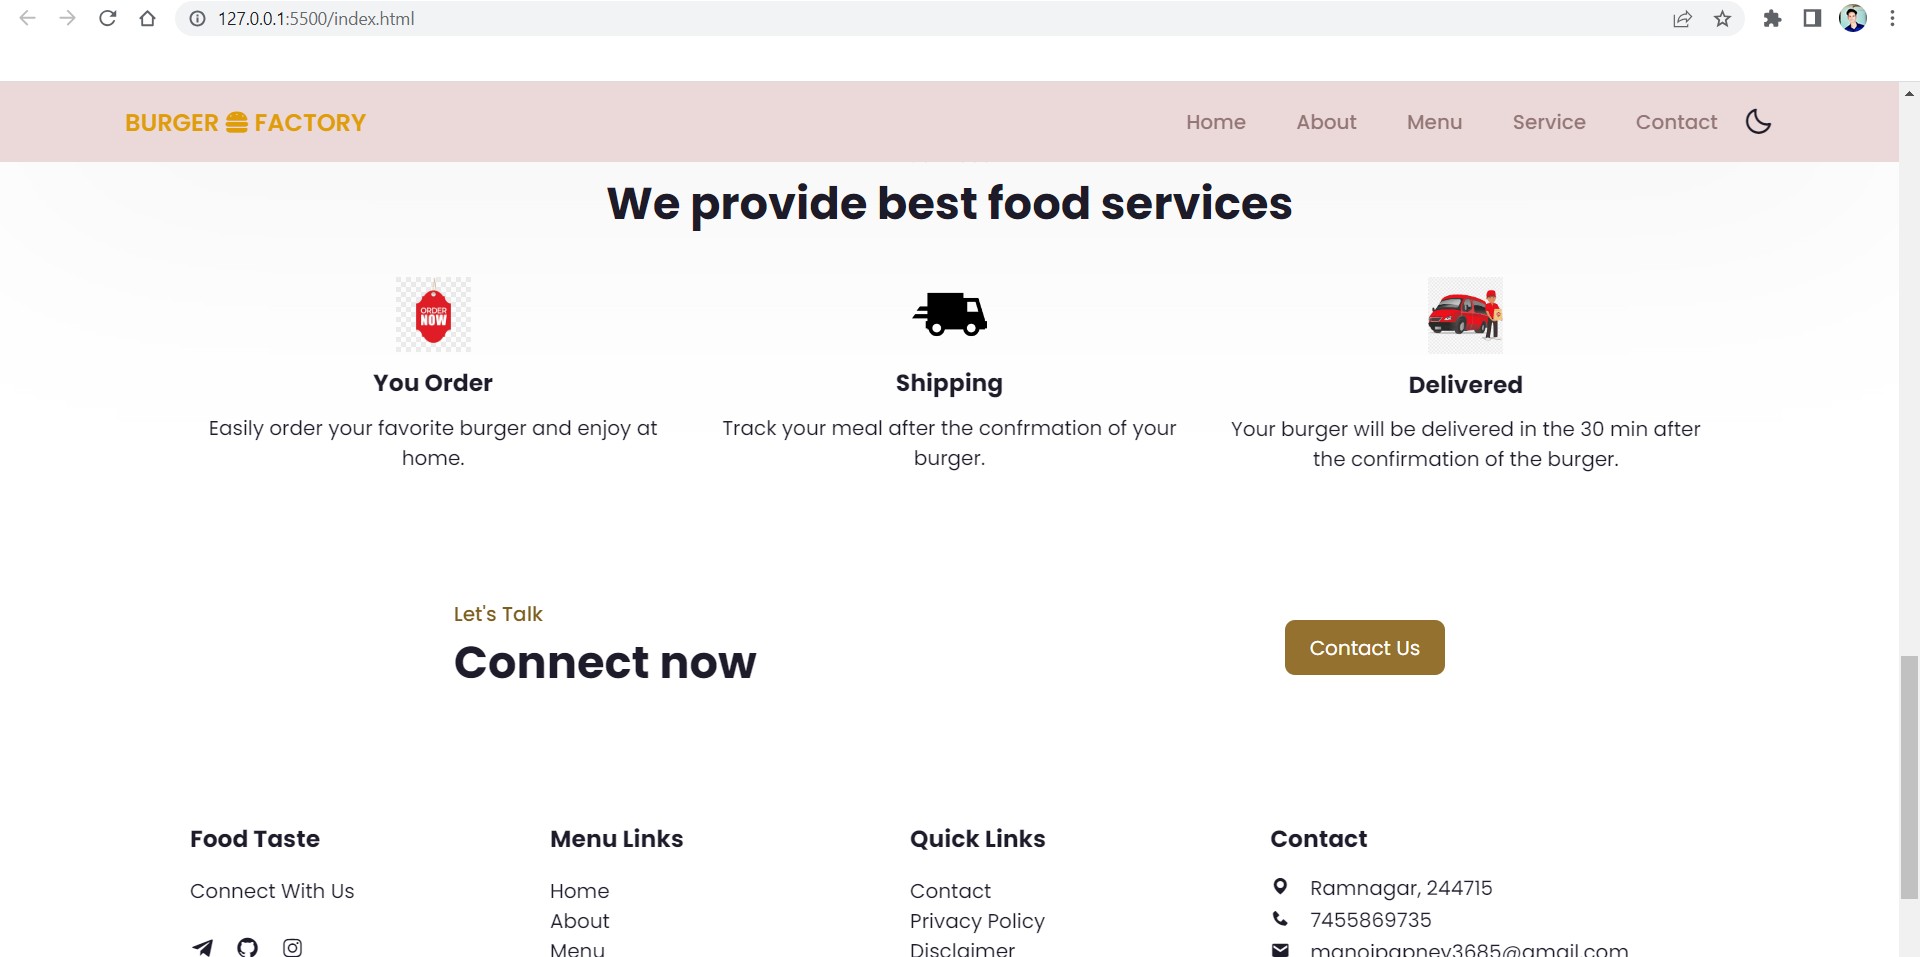 127.0.0.1:5500/index.html
BURGER FACTORY
Home
About
Menu
Service
Contact
We provide best food services
ORDER
NOW
You Order
Easily order your favorite burger and enjoy at
home.
Shipping
Track your meal after the confrmation of your
burger.
Delivered
Your burger will be delivered in the 30 min after
the confirmation of the burger.
Let's Talk
Connect now
Contact Us
Food Taste
Connect With Us
Menu Links
Home
About
Menu
Quick Links
Contact
Privacy Policy
Disclaimer
Contact
Ramnagar, 244715
7455869735
manojpapnev3685@gmail.com